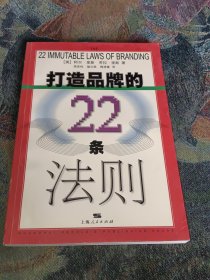 22 IMMUTABLE LAWS OF BRANDING
打造品牌的
22
条
法则
上海人民出版社